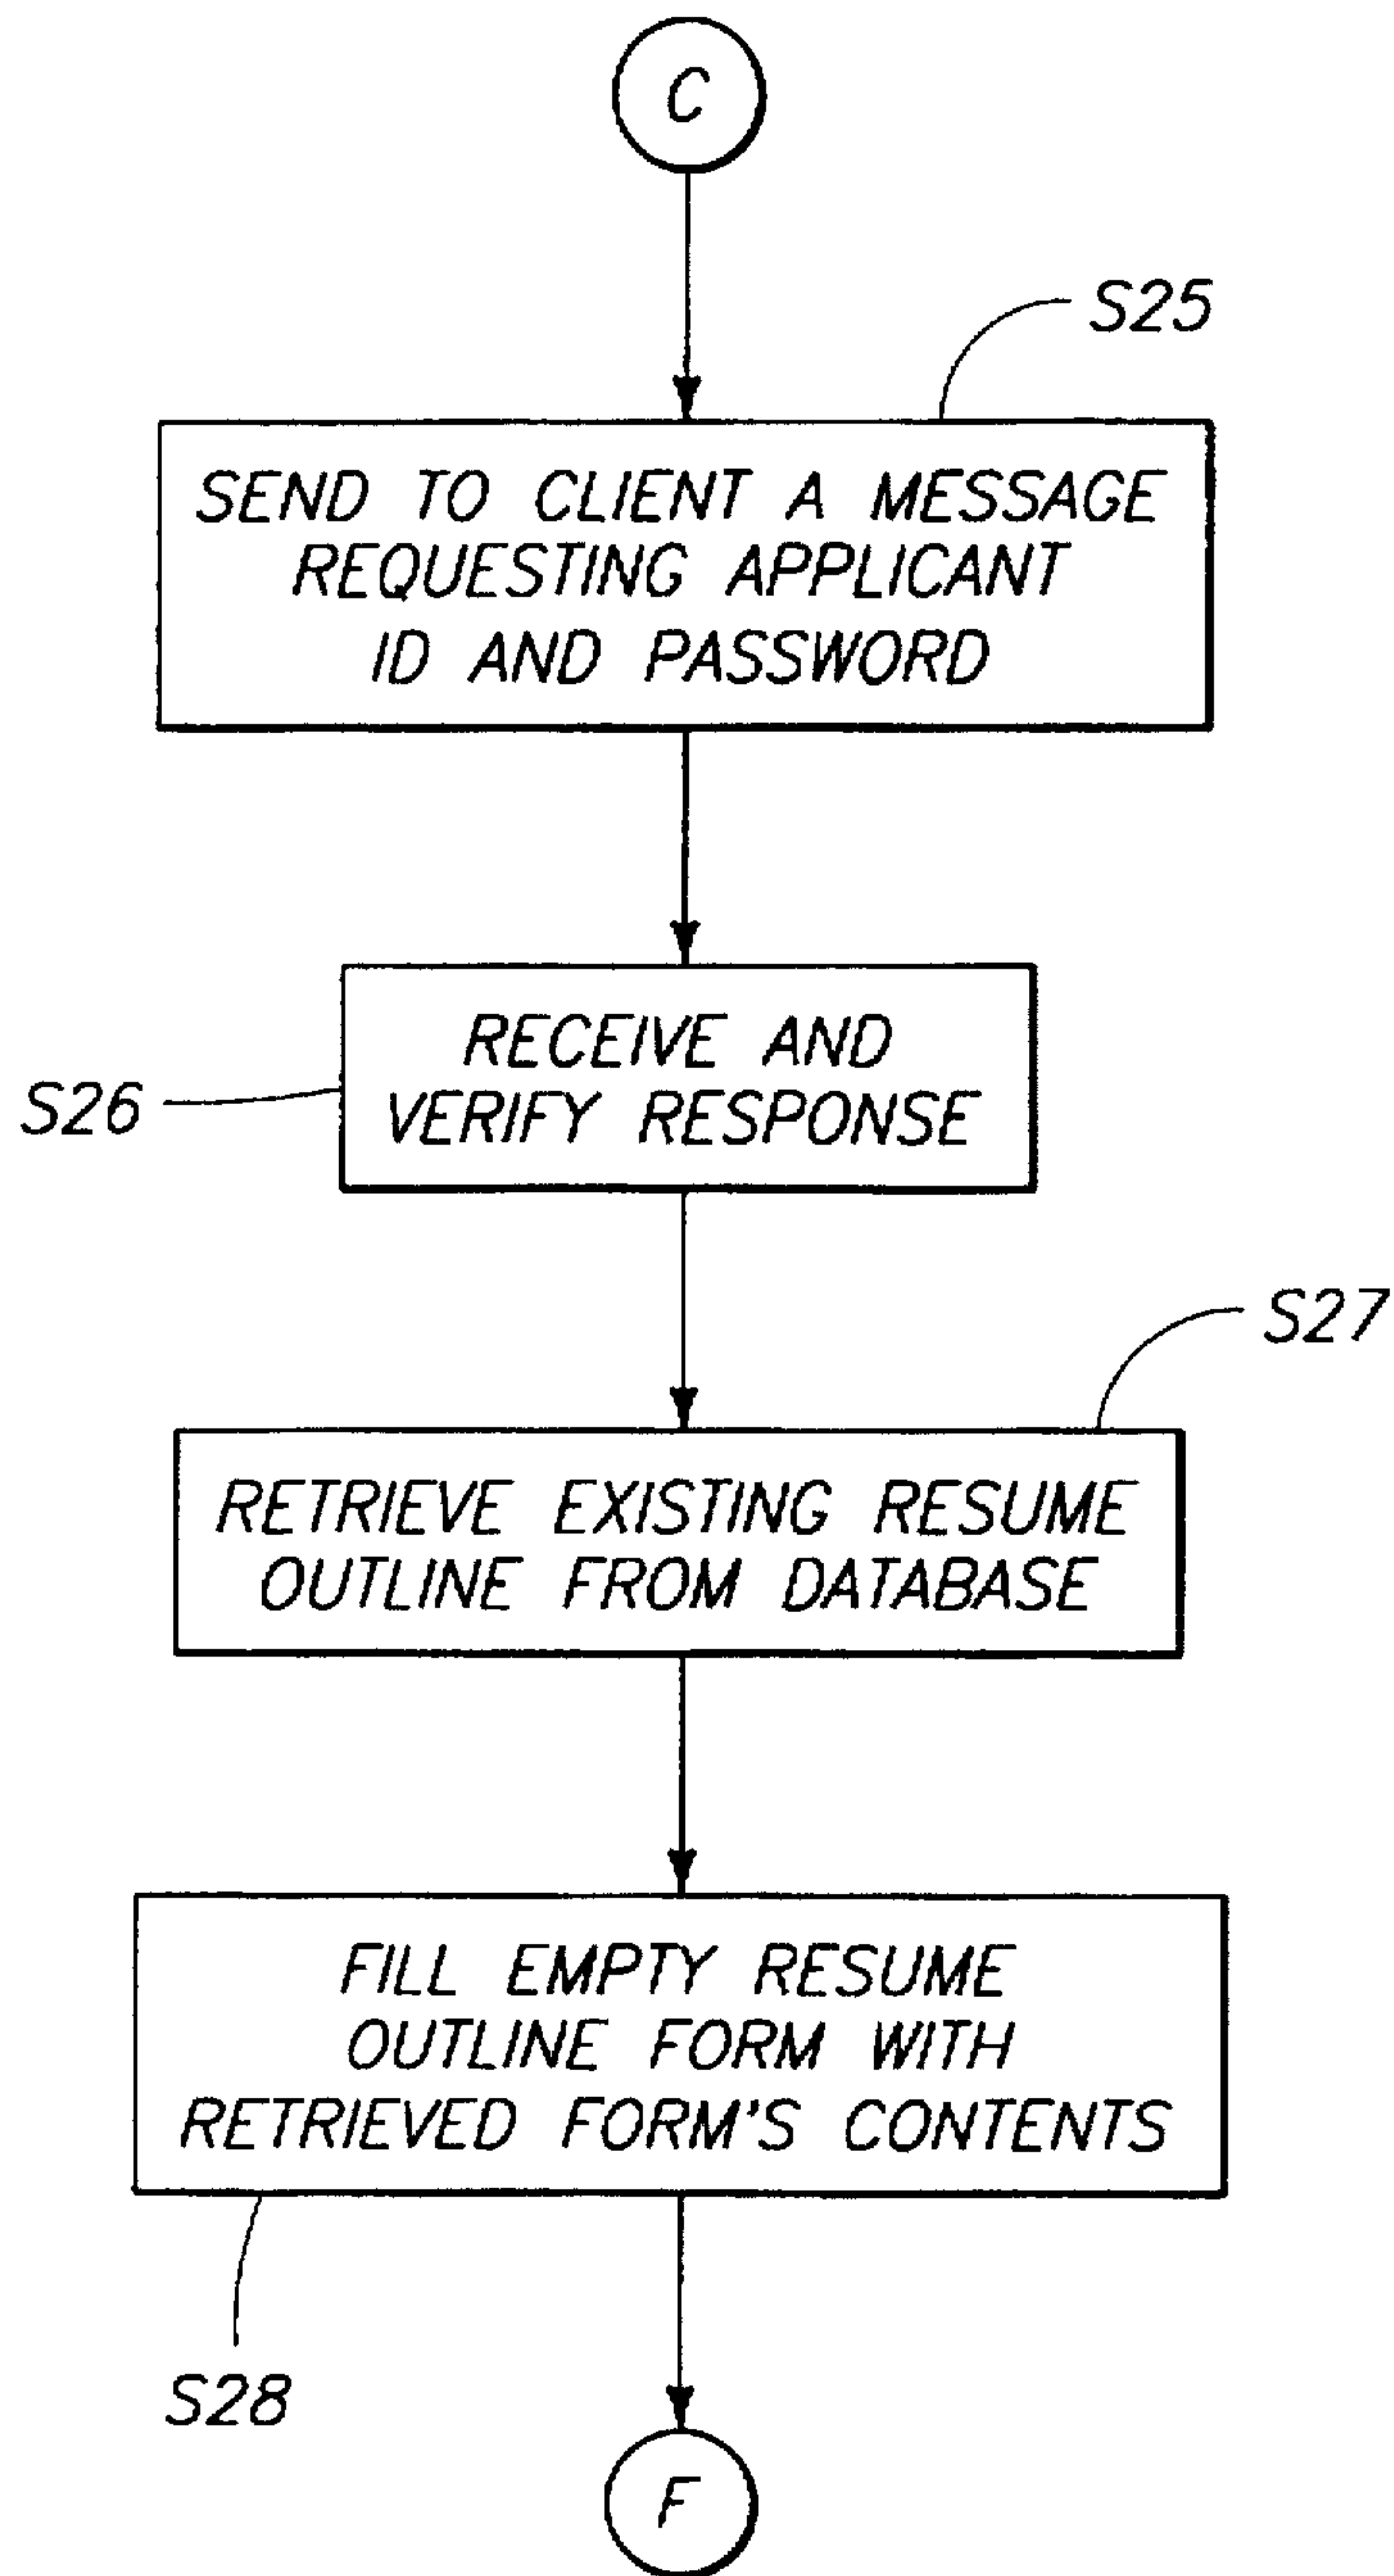 C
S25
SEND TO CLIENT A MESSAGE
REQUESTING APPLICANT
ID AND PASSWORD
RECEIVE AND
VERIFY RESPONSE
S26
S27
RETRIEVE EXISTING RESUME
OUTLINE FROM DATABASE
FILL EMPTY RESUME
OUTLINE FORM WITH
RETRIEVED FORM'S CONTENTS
S28
F